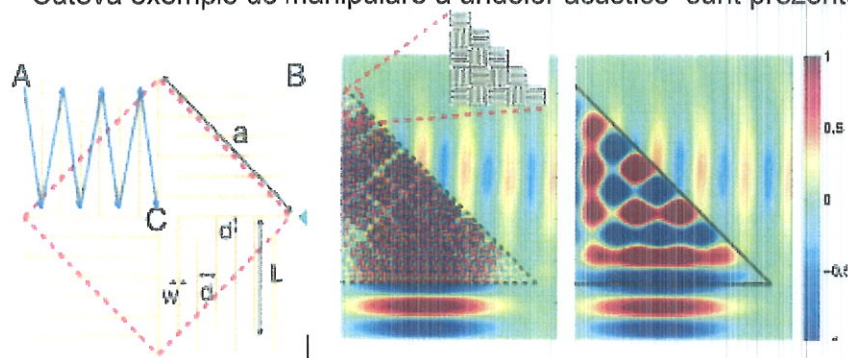 Câteva exemple de manipulare a undelor acustice sunt prezent
A
B
a
C
d
L
w
d
1
0.5
0
-0.5